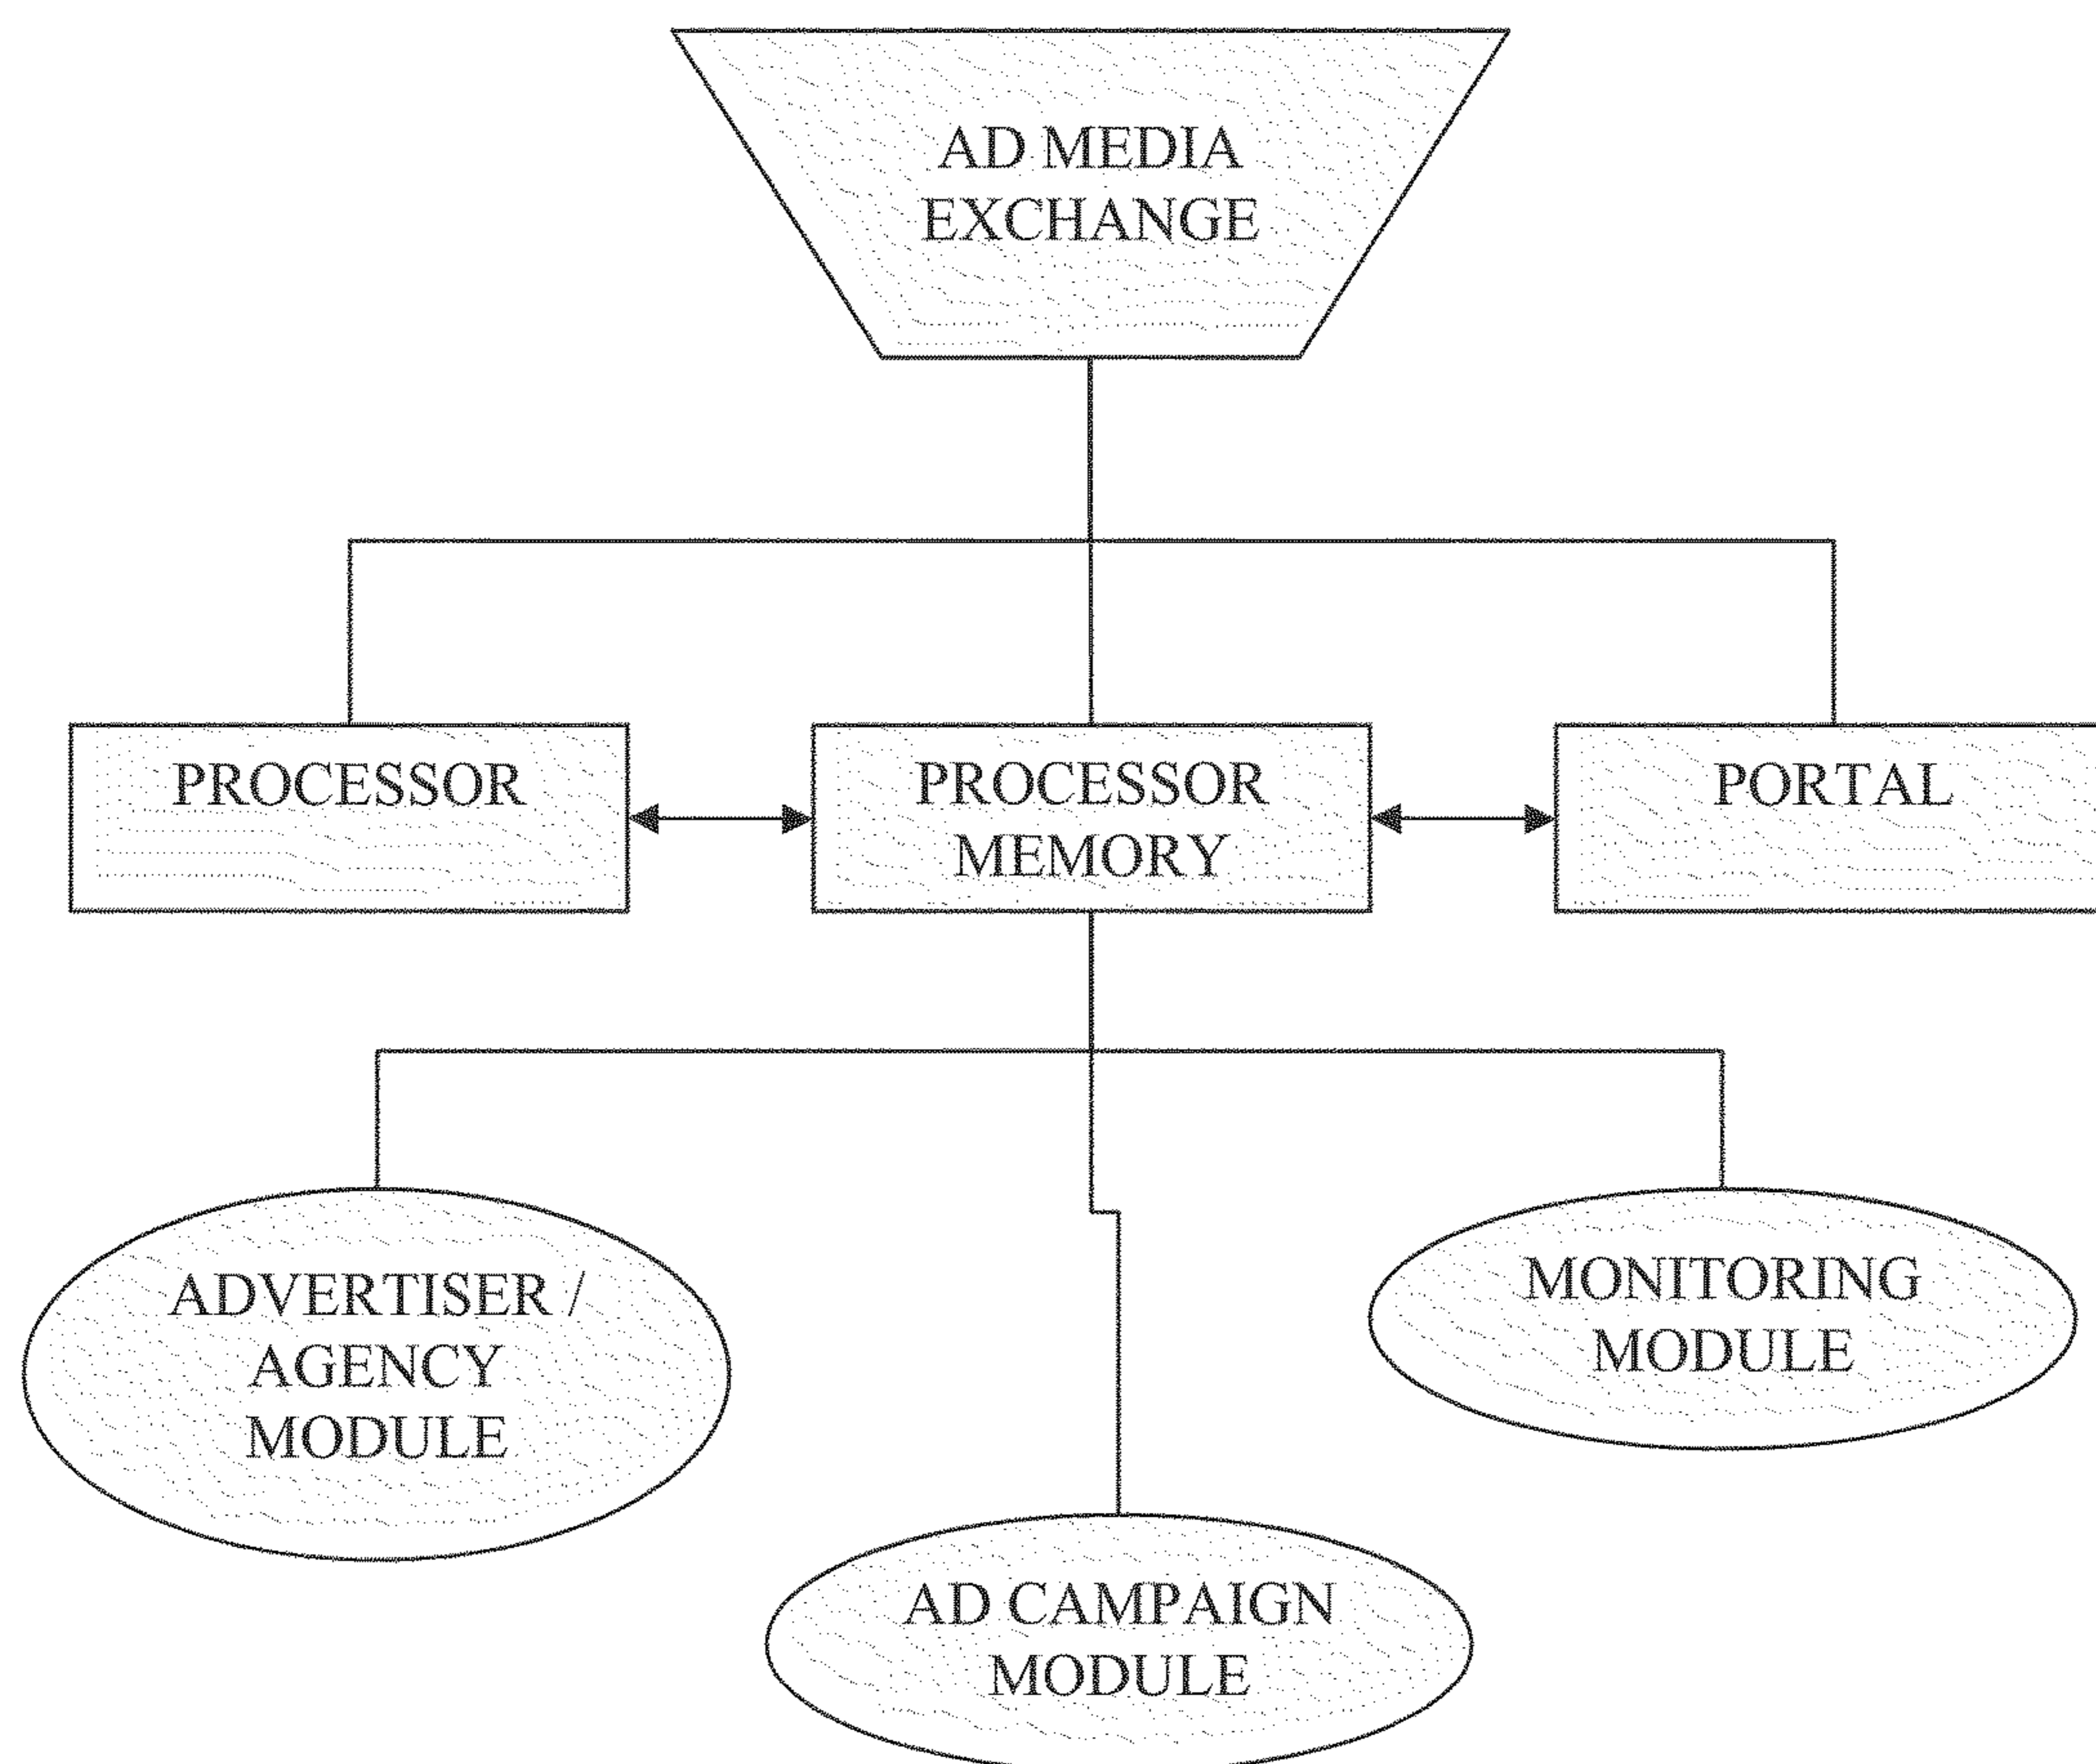 AD MEDIA
EXCHANGE
PROCESSOR
PROCESSOR
MEMORY
PORTAL
ADVERTISER /
AGENCY
MODULE
MONITORING
MODULE
AD CAMPAIGN
MODULE